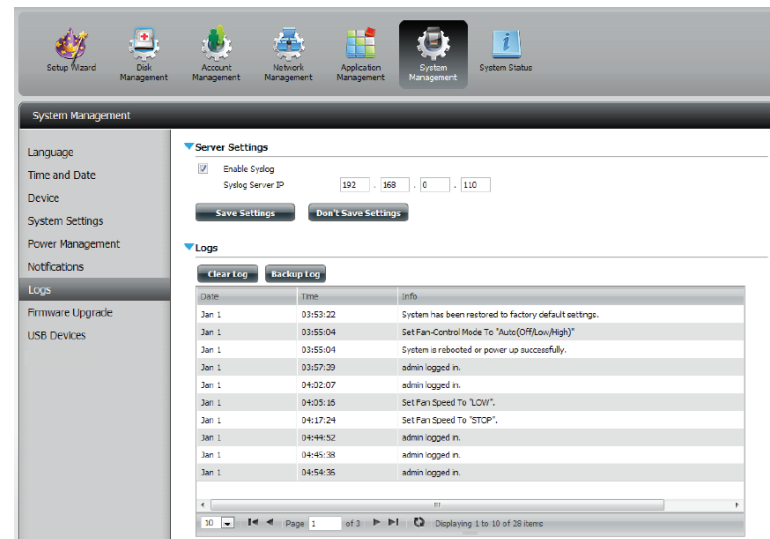 Setup Wizard
Disk Management
Account Management
Network Management
Application Management
System Management
System Status
System Management
Language
Time and Date
Device
System Settings
Power Management
Notifications
Logs
Firmware Upgrade
USB Devices
Server Settings
Enable Syslog
Syslog Server IP 192 . 168 . 0 . 110
Save Settings Don't Save Settings
Logs
Clear Log Backup Log
Date Time Info
Jan 1 03:53:22 System has been restored to factory default settings.
Jan 1 03:55:04 Set Fan-Control Mode To "Auto(Off/Low/High)"
Jan 1 03:55:04 System is rebooted or power up successfully.
Jan 1 03:57:39 admin logged in.
Jan 1 04:02:07 admin logged in.
Jan 1 04:05:16 Set Fan Speed To "LOW".
Jan 1 04:17:24 Set Fan Speed To "STOP".
Jan 1 04:44:52 admin logged in.
Jan 1 04:45:38 admin logged in.
Jan 1 04:54:36 admin logged in.
10 Page 1 of 3 Displaying 1 to 10 of 28 items